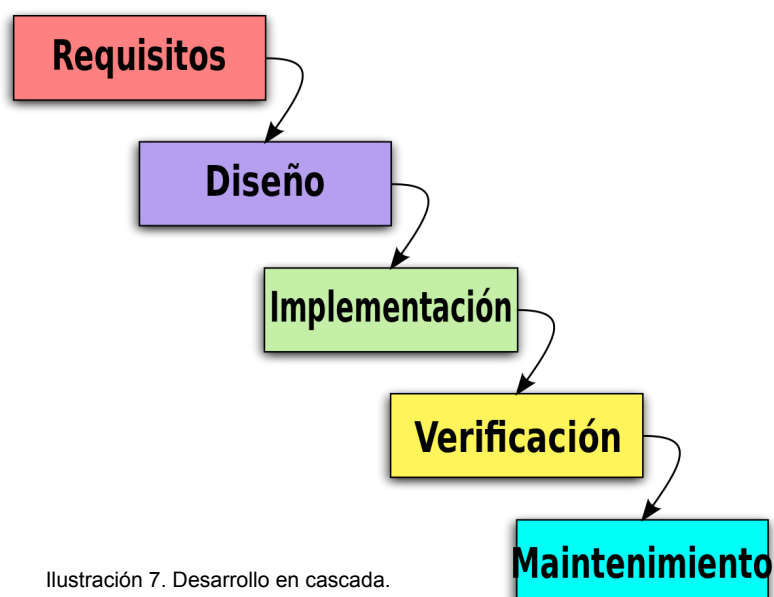 Requisitos
Diseño
Implementación
Verificación
Maintenimiento
Ilustración 7. Desarrollo en cascada.